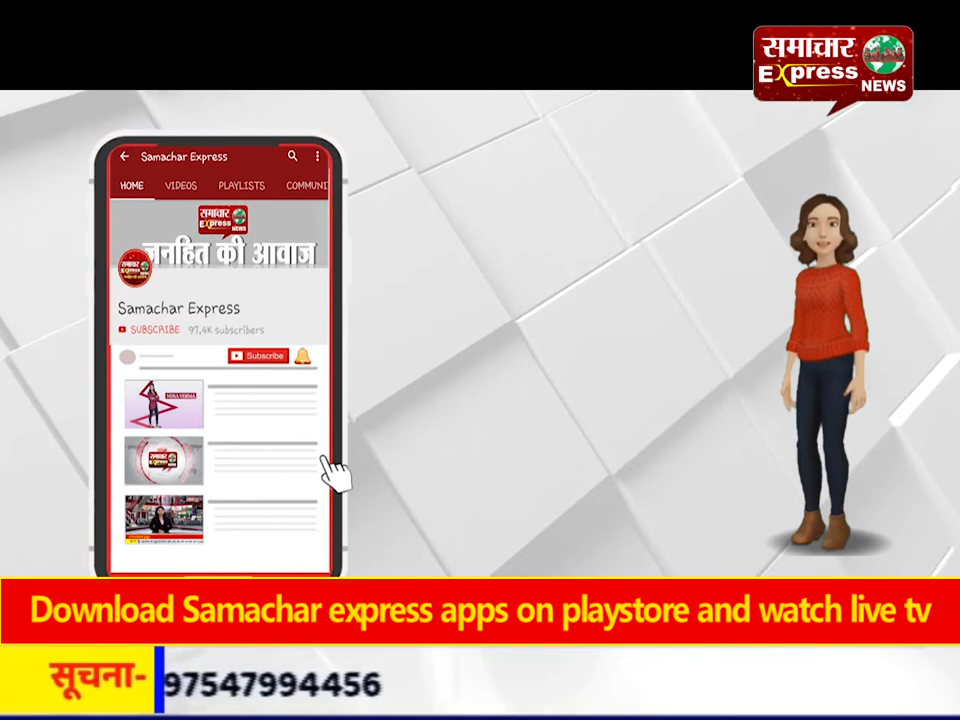 समाचार
Express
NEWS
Samachar Express
HOME VIDEOS PLAYLISTS COMMUNI
समाचार
Express
NEWS
जनहित की आवाज
Samachar Express
SUBSCRIBE 97.4K subscribers
Subscribe
Download Samachar express apps on playstore and watch live tv
सूचना- 97547994456